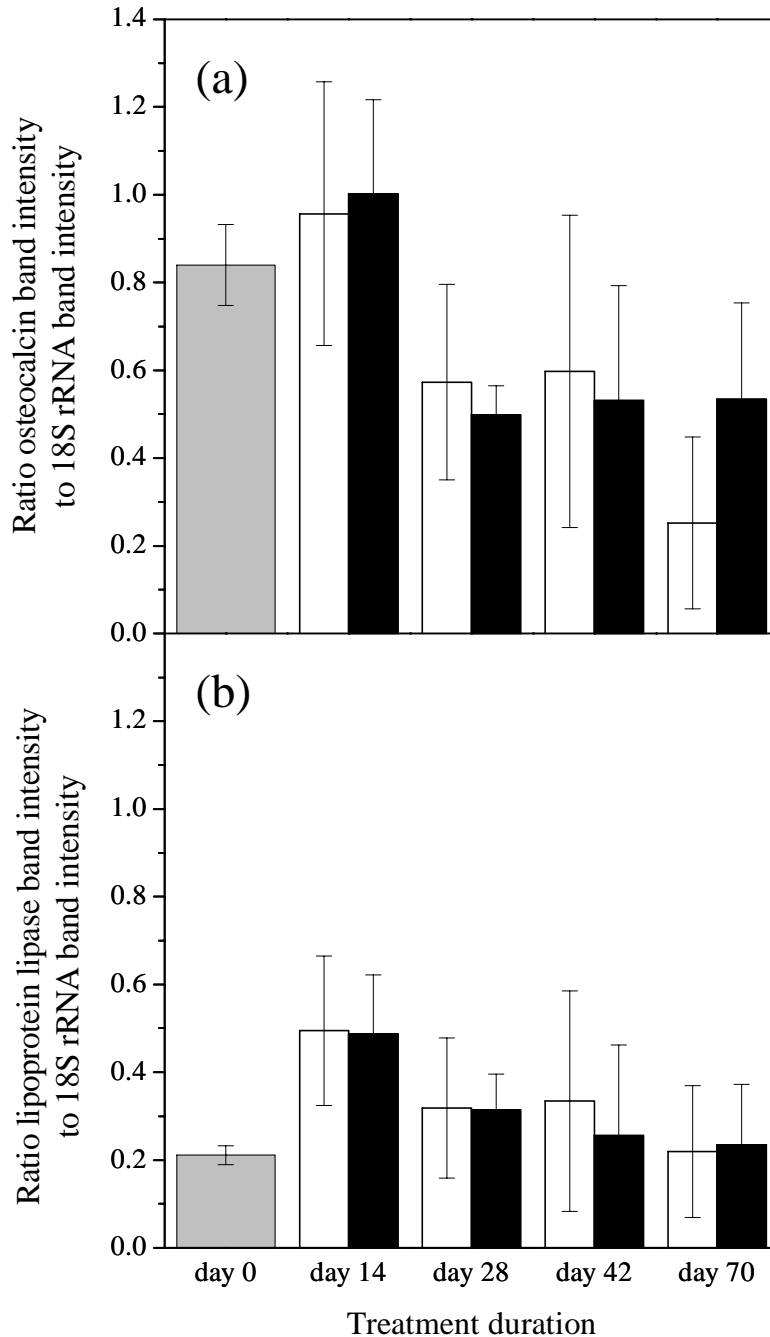 Ratio osteocalcin band intensity
to 18S rRNA band intensity
1.4
1.2
1.0
0.8
0.6
0.4
0.2
0.0
(a)
Ratio lipoprotein lipase band intensity
to 18S rRNA band intensity
1.2
1.0
0.8
0.6
0.4
0.2
0.0
(b)
day 0 day 14 day 28 day 42 day 70
Treatment duration